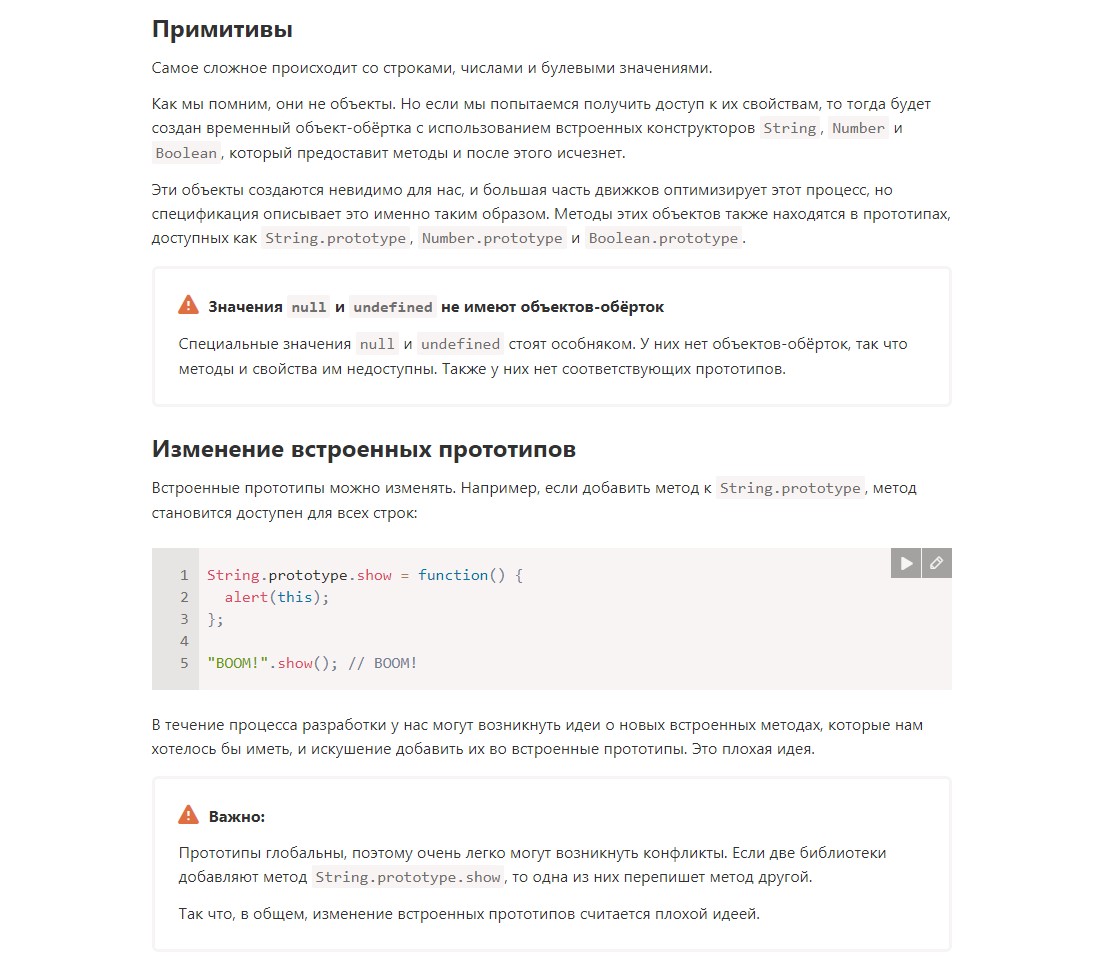 Примитивы
Самое сложное происходит со строками, числами и булевыми значениями.
Как мы помним, они не объекты. Но если мы попытаемся получить доступ к их свойствам, то тогда будет
создан временный объект-обёртка с использованием встроенных конструкторов String, Number и
Boolean, который предоставит методы и после этого исчезнет.
Эти объекты создаются невидимо для нас, и большая часть движков оптимизирует этот процесс, но
спецификация описывает это именно таким образом. Методы этих объектов также находятся в прототипах,
доступных как String.prototype, Number.prototype и Boolean.prototype.
Значения null и undefined не имеют объектов-обёрток
Специальные значения null и undefined стоят особняком. У них нет объектов-обёрток, так что
методы и свойства им недоступны. Также у них нет соответствующих прототипов.
Изменение встроенных прототипов
Встроенные прототипы можно изменять. Например, если добавить метод к String.prototype, метод
становится доступен для всех строк:
1 String.prototype.show = function() {
2   alert(this);
3 };
4
5 "BOOM!".show(); // BOOM!
В течение процесса разработки у нас могут возникнуть идеи о новых встроенных методах, которые нам
хотелось бы иметь, и искушение добавить их во встроенные прототипы. Это плохая идея.
Важно:
Прототипы глобальны, поэтому очень легко могут возникнуть конфликты. Если две библиотеки
добавляют метод String.prototype.show, то одна из них перепишет метод другой.
Так что, в общем, изменение встроенных прототипов считается плохой идеей.